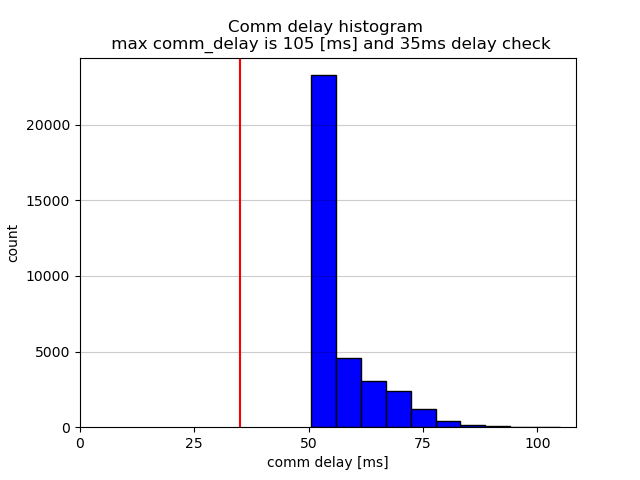 Comm delay histogram
max comm_delay is 105 [ms] and 35ms delay check
count
20000
15000
10000
5000
0
0 25 50 75 100
comm delay [ms]